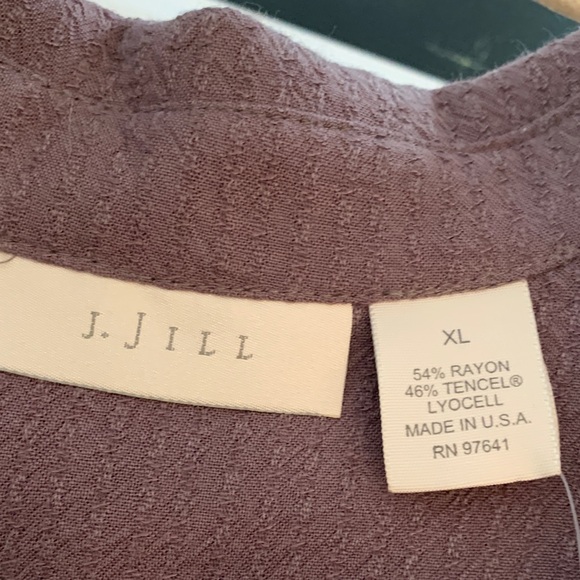 J. JILL
XL
54% RAYON
46% TENCEL®
LYOCELL
MADE IN U.S.A.
RN 97641